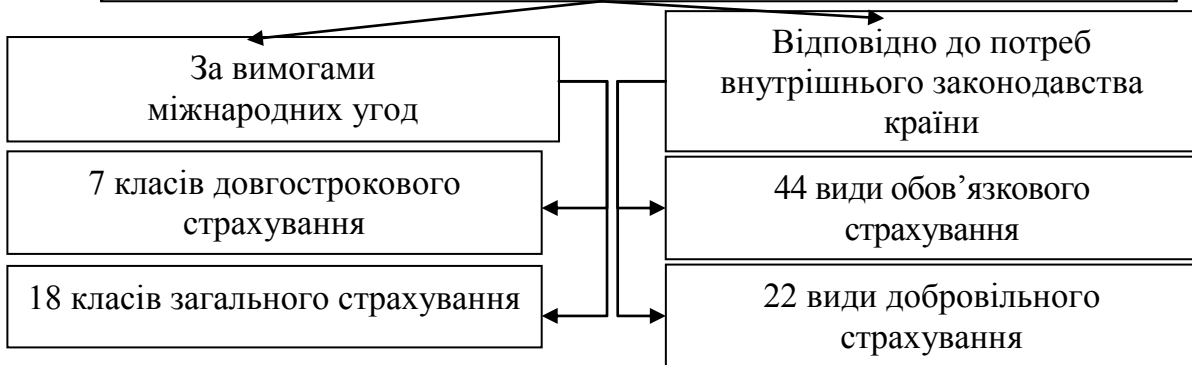 За вимогами
міжнародних угод
Відповідно до потреб
внутрішнього законодавства
країни
7 класів довгострокового
страхування
44 види обов’язкового
страхування
18 класів загального страхування
22 види добровільного
страхування